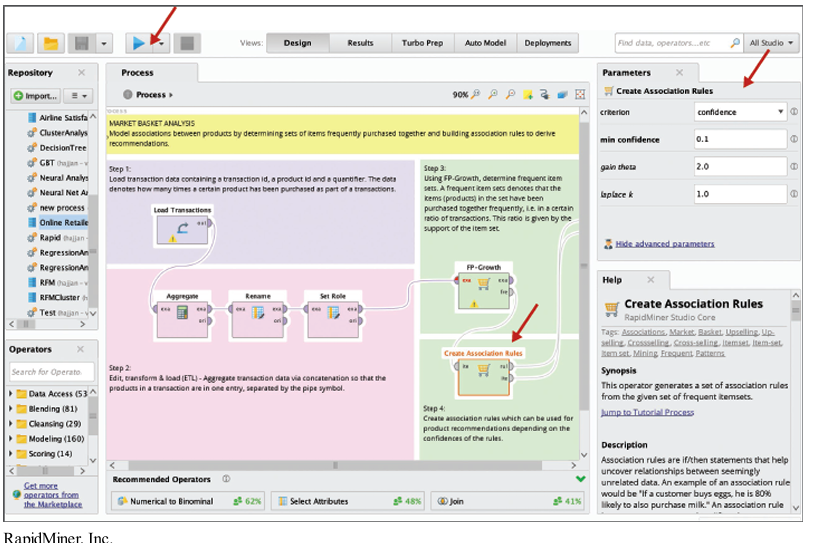 Views:
Design
Results
Turbo Prep
Auto Model
Deployments
Find data, operators...etc
All Studio
Repository
Import...
Airline Satisfa
ClusterAnalys
DecisionTree
GBT (hajjan - v
Neural Analys
Neural Net Ar
new process
Online Retaile
Rapid (hajjan -
RegressionAn
RegressionAn
RFM (hajjan - v
RFMCluster (h
Test (hajjan - v
Operators
Search for Operato
Data Access (53
Blending (81)
Cleansing (29)
Modeling (160)
Scoring (14)
Get more
operators from
the Marketplace
Process
Process
90%
MARKET BASKET ANALYSIS
Model associations between products by determining sets of items frequently purchased together and building association rules to derive
recommendations.
Step 1:
Load transaction data containing a transaction id, a product id and a quantifier. The data
denotes how many times a certain product has been purchased as part of a transactions.
Load Transactions
out
Aggregate
exa
exa
ori
Rename
exa
exa
ori
Set Role
exa
exa
ori
Step 2:
Edit, transform & load (ETL) - Aggregate transaction data via concatenation so that the
products in a transaction are in one entry, separated by the pipe symbol.
Step 3:
Using FP-Growth, determine frequent item
sets. A frequent item sets denotes that the
items (products) in the set have been
purchased together frequently, i.e. in a certain
ratio of transactions. This ratio is given by the
support of the item set.
FP-Growth
exa
exa
fre
Create Association Rules
ite
rul
ite
Step 4:
Create association rules which can be used for
product recommendations depending on the
confidences of the rules.
Recommended Operators
Numerical to Binominal
62%
Select Attributes
48%
Join
41%
Parameters
Create Association Rules
criterion
confidence
min confidence
0.1
gain theta
2.0
laplace k
1.0
Hide advanced parameters
Help
Create Association Rules
RapidMiner Studio Core
Tags: Associations, Market, Basket, Upselling, Up-
selling, Crossselling, Cross-selling, Itemset, Item-set,
Item set, Mining, Frequent, Patterns
Synopsis
This operator generates a set of association rules
from the given set of frequent itemsets.
Jump to Tutorial Process
Description
Association rules are if/then statements that help
uncover relationships between seemingly
unrelated data. An example of an association rule
would be "If a customer buys eggs, he is 80%
likely to also purchase milk." An association rule
RapidMiner, Inc.